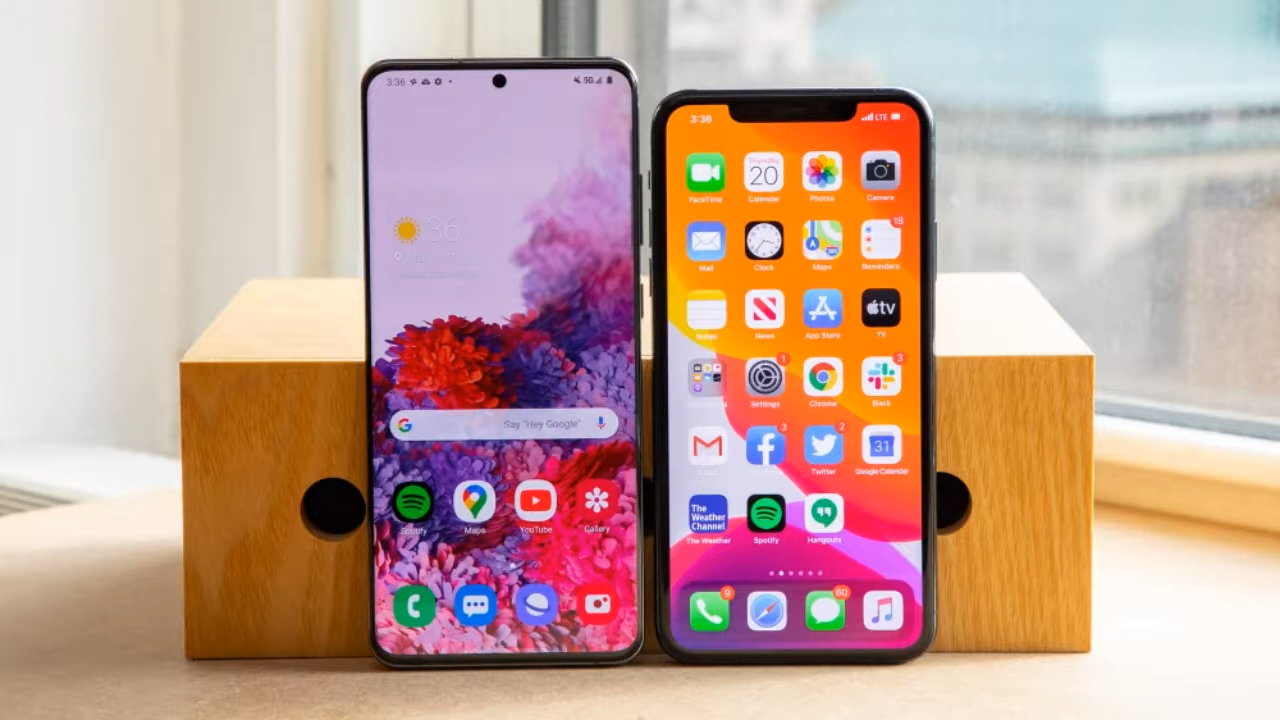 3:36
5G
36
Say "Hey Google"
Spotify
Maps
YouTube
Gallery
3:36
LTE
Thursday
20
FaceTime
Calendar
Photos
Camera
18
Mail
Clock
Maps
Reminders
tv
Notes
News
App Store
TV
1
3
Settings
Chrome
Slack
3
2
31
Gmail
Facebook
Twitter
Google Calendar
The
Weather
Channel
The Weather
Spotify
Hangouts
9
60